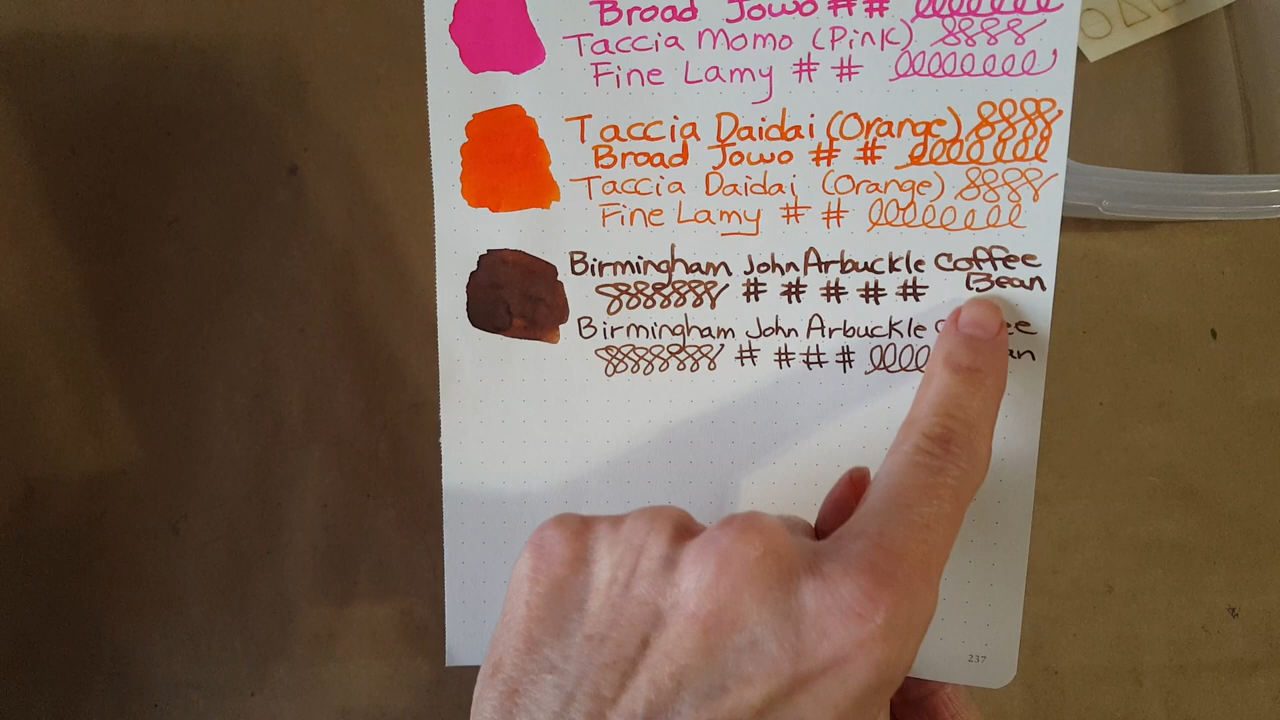 Broad Jowo # #
Taccia Momo (Pink)
Fine Lamy # #
Taccia Daidai (Orange)
Broad Jowo # #
Taccia Daidai (Orange)
Fine Lamy # #
Birmingham John Arbuckle Coffee
# # # # # Bean
Birmingham John Arbuckle
# # # #
237